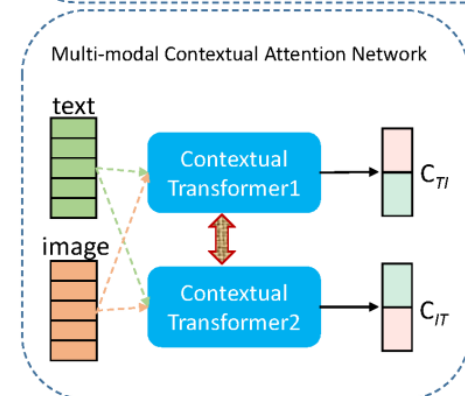 Multi-modal Contextual Attention Network
text
Contextual
Transformer1
C_TI
image
Contextual
Transformer2
C_IT